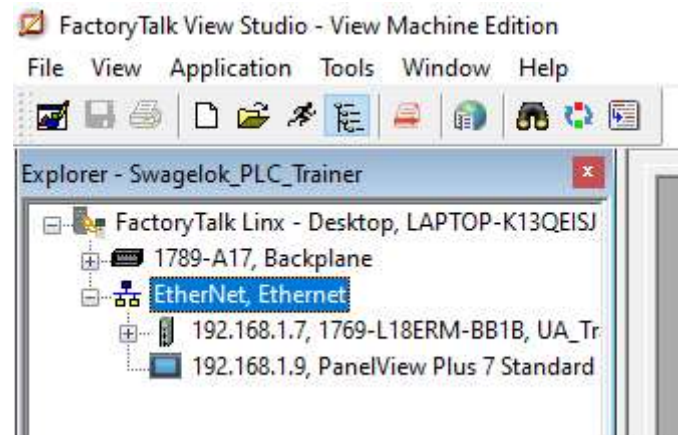 FactoryTalk View Studio - View Machine Edition
File View Application Tools Window Help
Explorer - Swagelok_PLC_Trainer
FactoryTalk Linx - Desktop, LAPTOP-K13QEISJ
1789-A17, Backplane
EtherNet, Ethernet
192.168.1.7, 1769-L18ERM-BB1B, UA_Tr
192.168.1.9, PanelView Plus 7 Standard